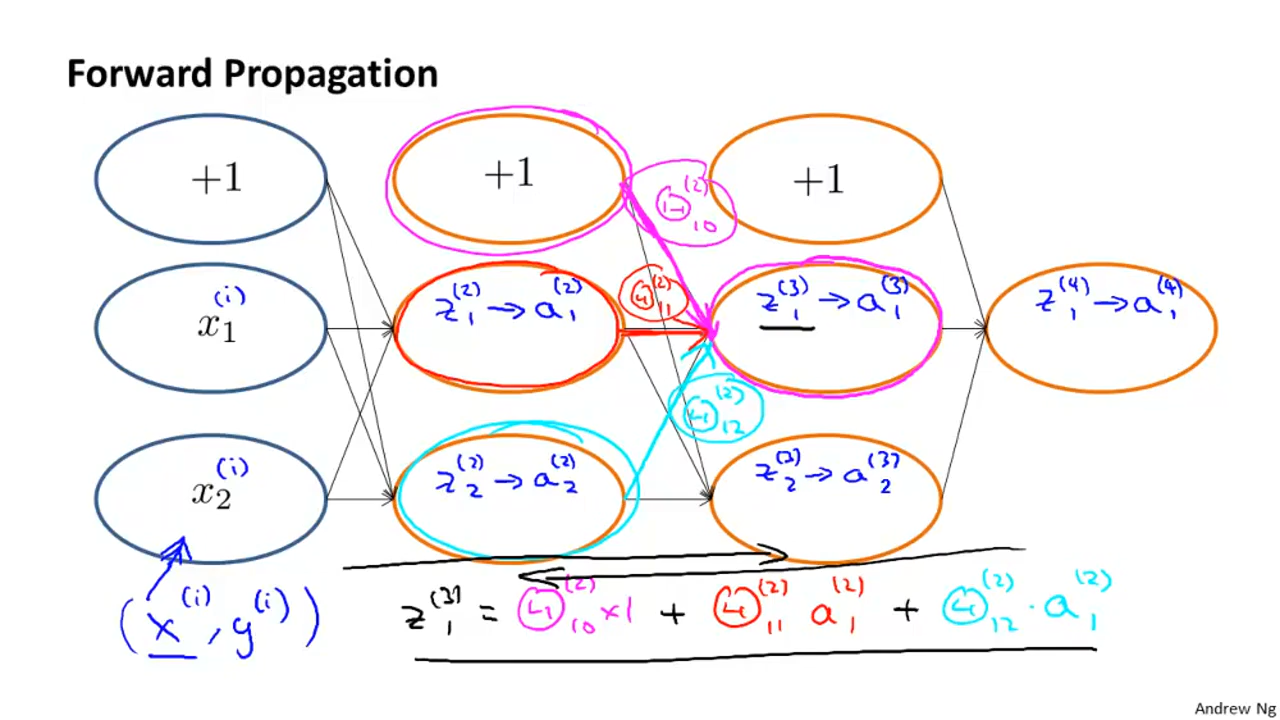 Forward Propagation
+1 +1 Θ₁₀⁽²⁾ +1
x₁⁽ⁱ⁾ z₁⁽²⁾ → a₁⁽²⁾ Θ₁₁⁽²⁾ z₁⁽³⁾ → a₁⁽³⁾ z₁⁽⁴⁾ → a₁⁽⁴⁾
Θ₁₂⁽²⁾
x₂⁽ⁱ⁾ z₂⁽²⁾ → a₂⁽²⁾ z₂⁽³⁾ → a₂⁽³⁾
(x⁽ⁱ⁾, y⁽ⁱ⁾) z₁⁽³⁾ = Θ₁₀⁽²⁾ × 1 + Θ₁₁⁽²⁾ a₁⁽²⁾ + Θ₁₂⁽²⁾ · a₁⁽²⁾
Andrew Ng